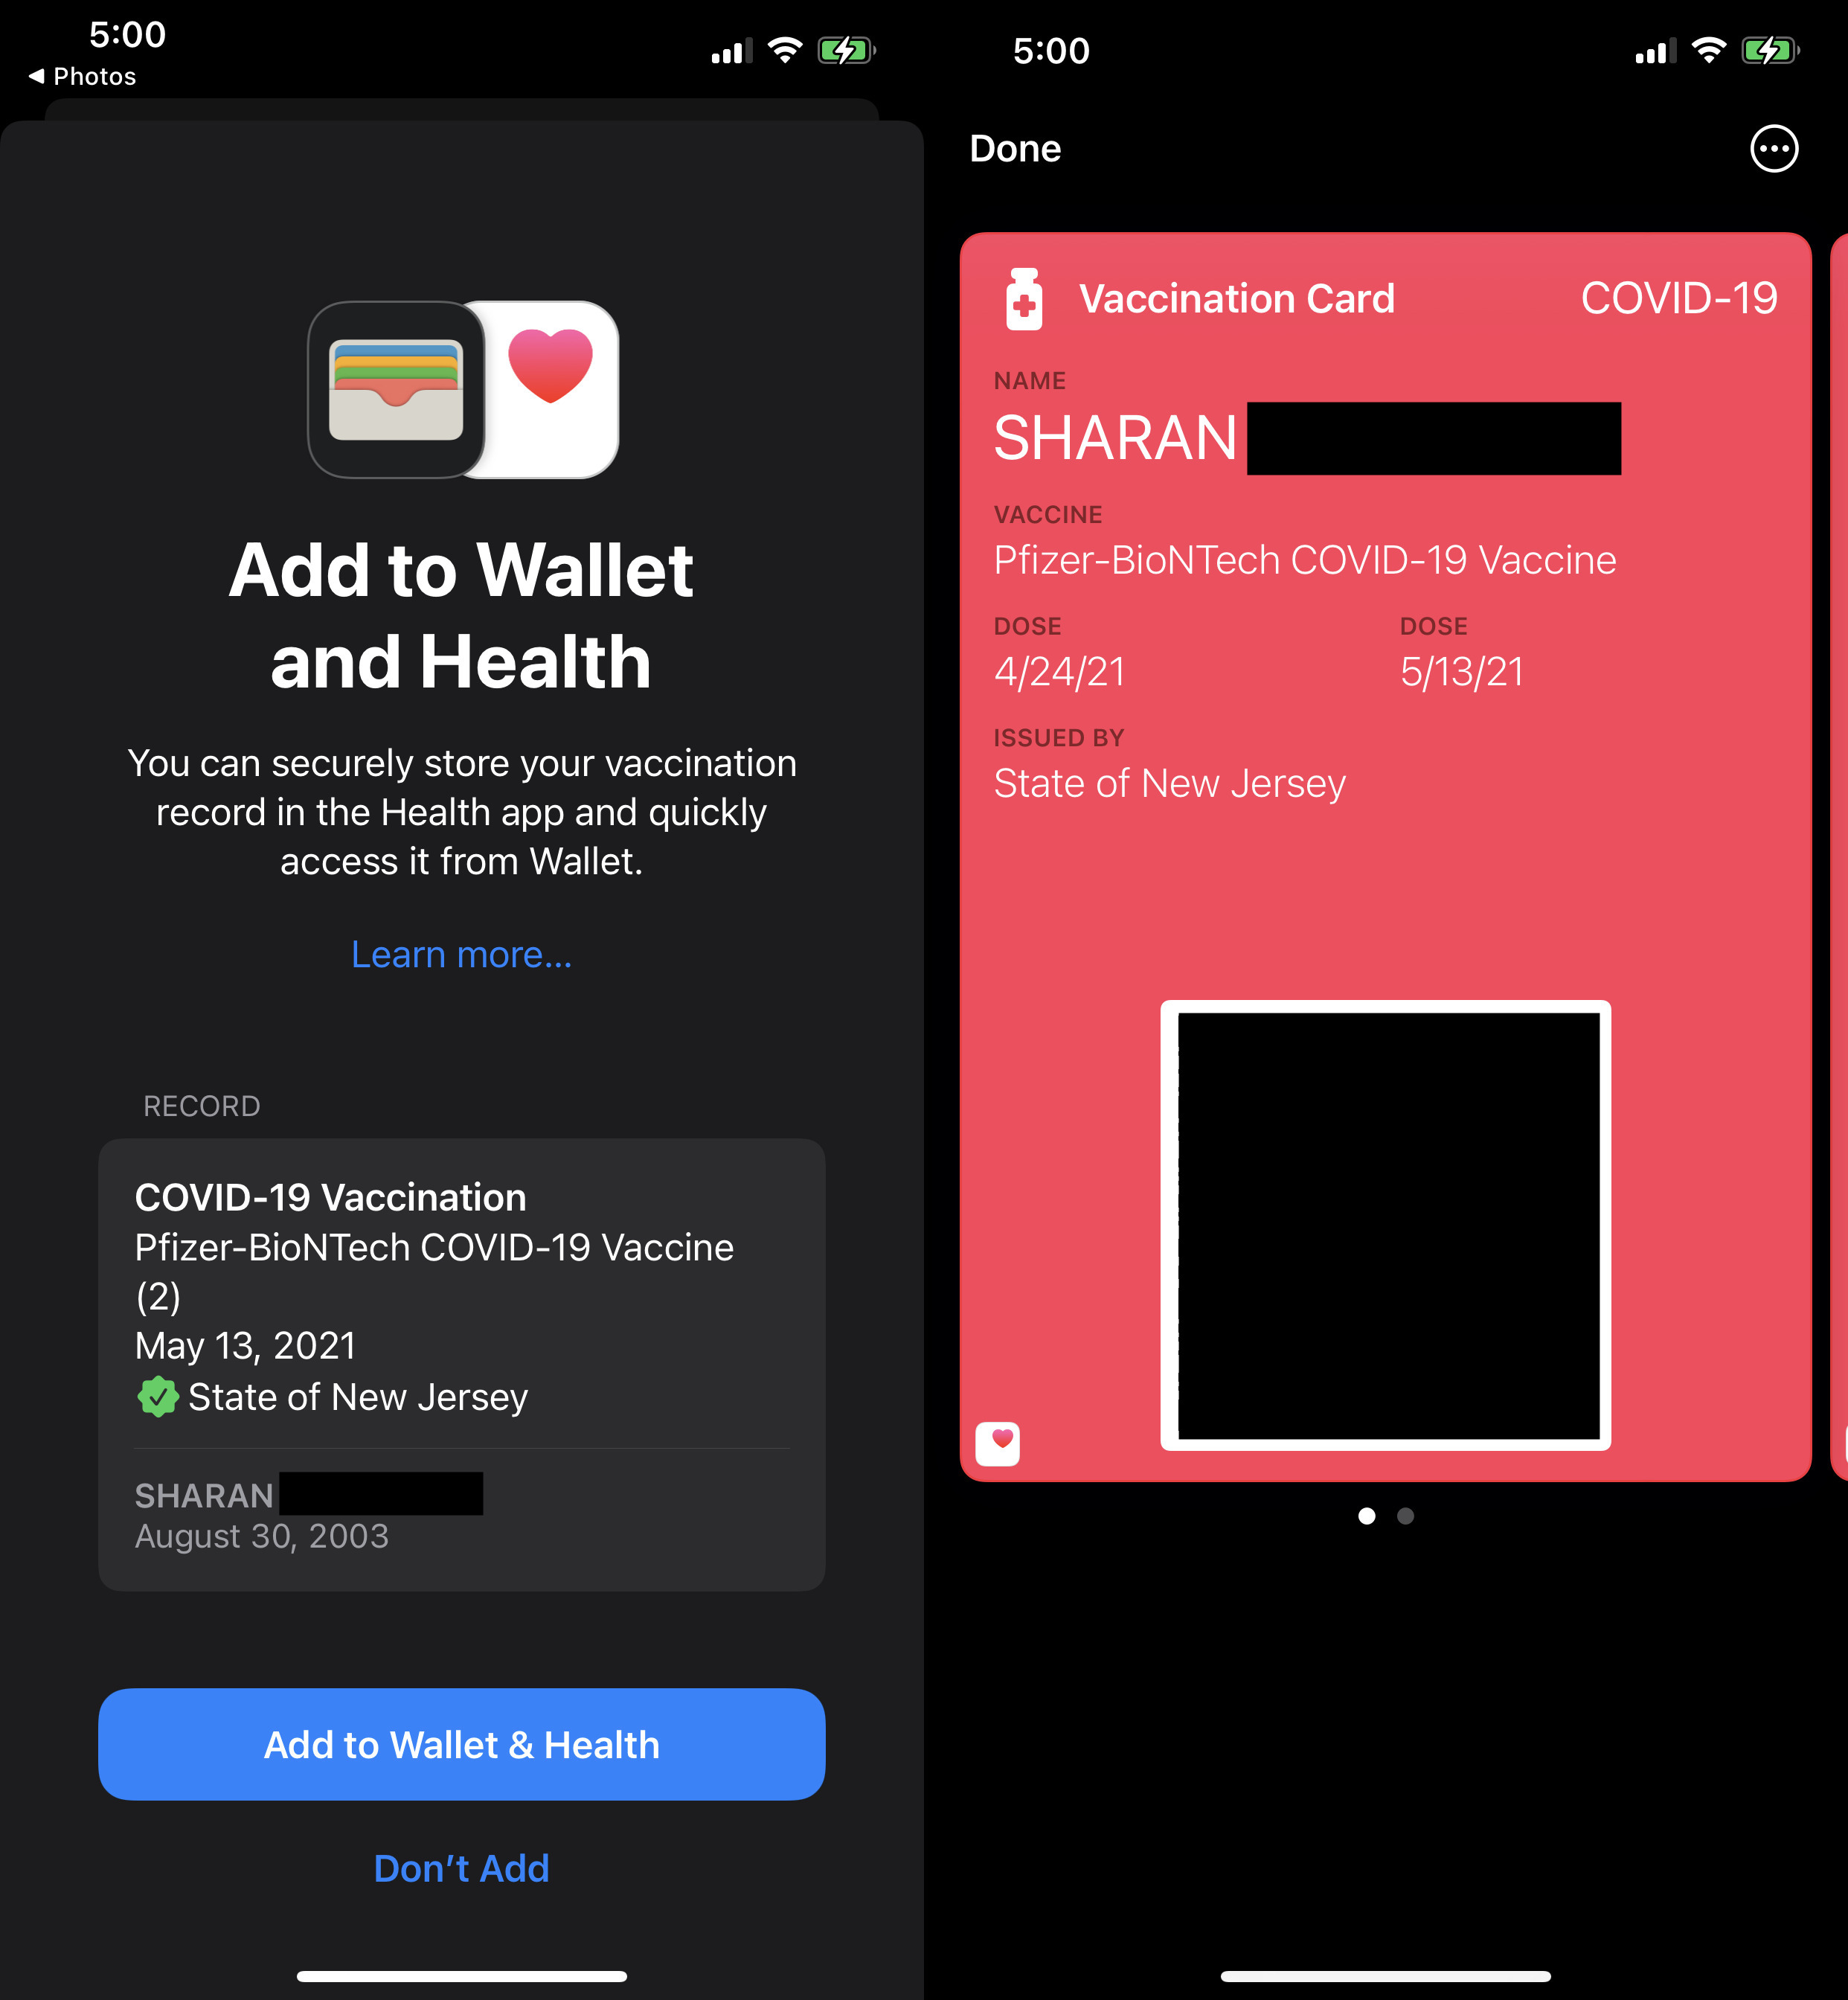 5:00
Photos
Add to Wallet
and Health
You can securely store your vaccination
record in the Health app and quickly
access it from Wallet.
Learn more...
RECORD
COVID-19 Vaccination
Pfizer-BioNTech COVID-19 Vaccine
(2)
May 13, 2021
State of New Jersey
SHARAN
August 30, 2003
Add to Wallet & Health
Don't Add
5:00
Done
Vaccination Card COVID-19
NAME
SHARAN
VACCINE
Pfizer-BioNTech COVID-19 Vaccine
DOSE DOSE
4/24/21 5/13/21
ISSUED BY
State of New Jersey